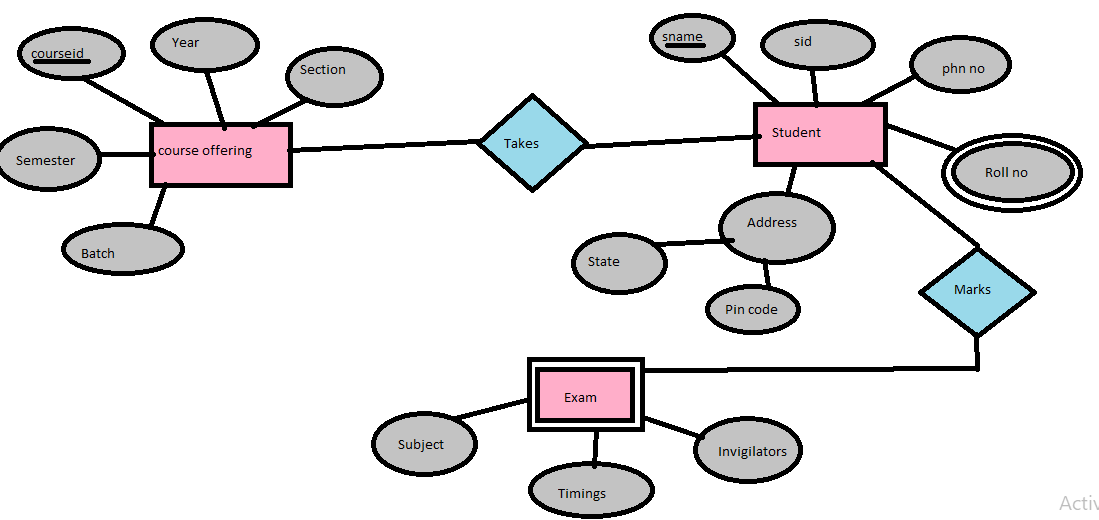 courseid
Year
Section
sname
sid
phn no
Semester
course offering
Takes
Student
Roll no
Batch
Address
State
Pin code
Marks
Exam
Subject
Timings
Invigilators
Activ